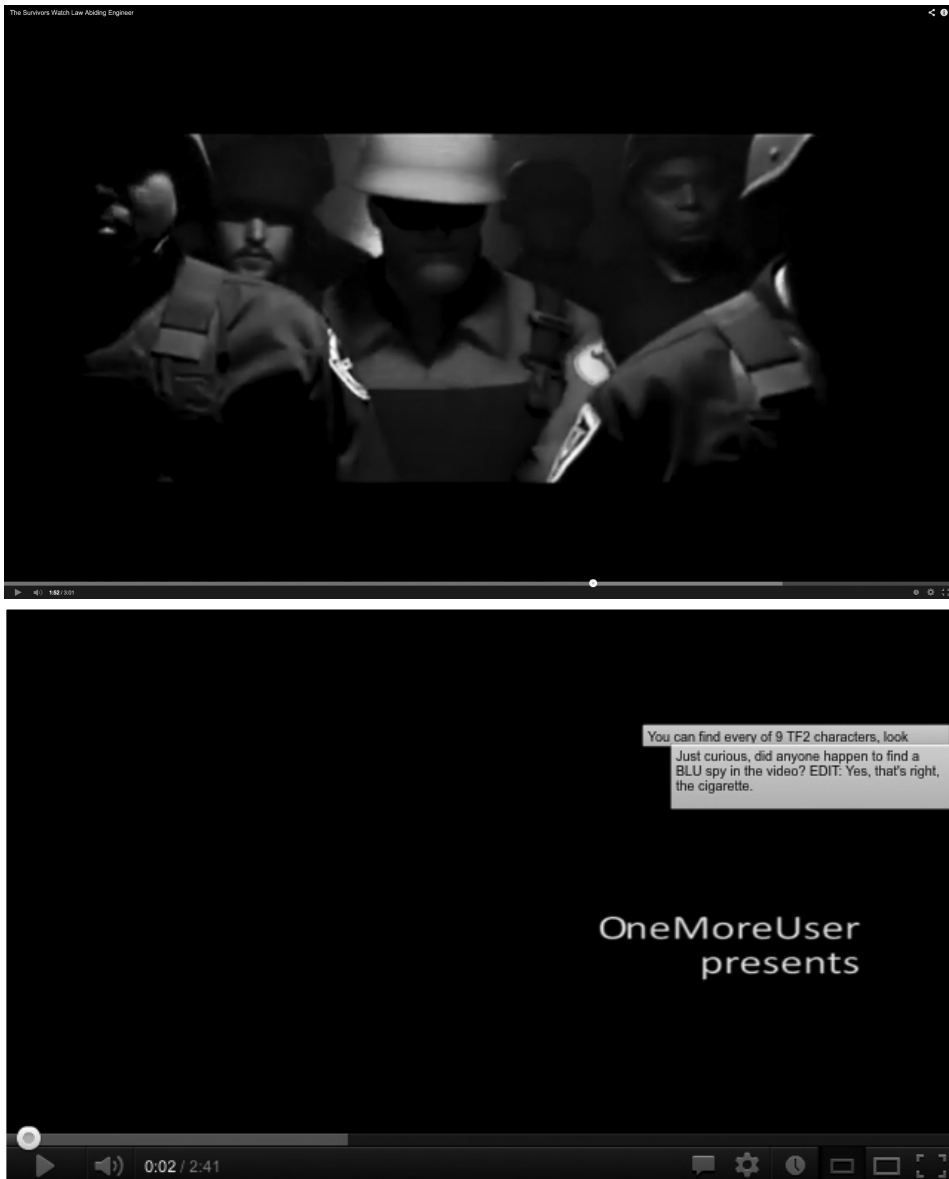 The Survivors Watch Law Abiding Engineer
1:52 / 3:01
You can find every of 9 TF2 characters, look
Just curious, did anyone happen to find a
BLU spy in the video? EDIT: Yes, that's right,
the cigarette.
OneMoreUser
presents
0:02 / 2:41